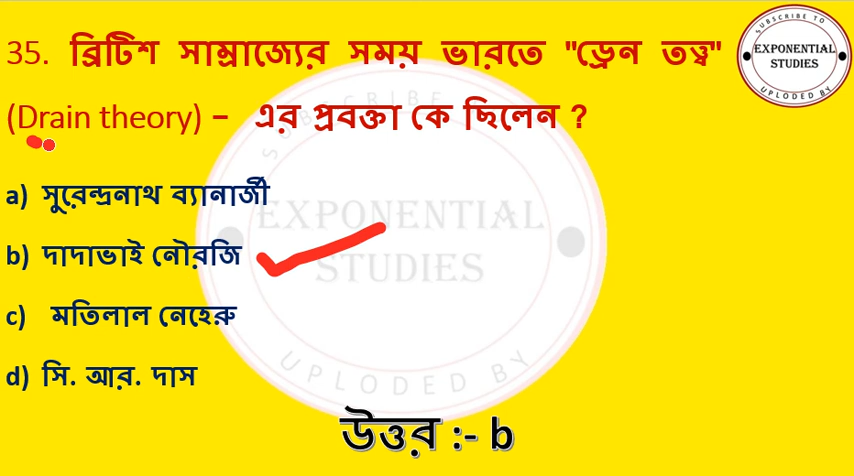 35. ব্রিটিশ সাম্রাজ্যের সময় ভারতে "ড্রেন তত্ত্ব"
(Drain theory) – এর প্রবক্তা কে ছিলেন ?
a) সুরেন্দ্রনাথ ব্যানার্জী
b) দাদাভাই নৌরজি
c) মতিলাল নেহেরু
d) সি. আর. দাস
উত্তর :- b
SUBSCRIBE TO
EXPONENTIAL
STUDIES
UPLODED BY
SUBSCRIBE
EXPONENTIAL
STUDIES
UPLODED BY